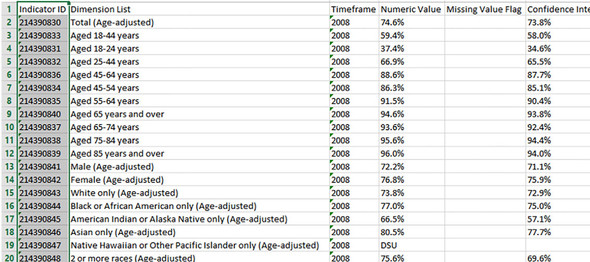 1 Indicator ID Dimension List Timeframe Numeric Value Missing Value Flag Confidence Inte
2 214390830 Total (Age-adjusted) 2008 74.6% 73.8%
3 214390833 Aged 18-44 years 2008 59.4% 58.0%
4 214390831 Aged 18-24 years 2008 37.4% 34.6%
5 214390832 Aged 25-44 years 2008 66.9% 65.5%
6 214390836 Aged 45-64 years 2008 88.6% 87.7%
7 214390834 Aged 45-54 years 2008 86.3% 85.1%
8 214390835 Aged 55-64 years 2008 91.5% 90.4%
9 214390840 Aged 65 years and over 2008 94.6% 93.8%
10 214390837 Aged 65-74 years 2008 93.6% 92.4%
11 214390838 Aged 75-84 years 2008 95.6% 94.4%
12 214390839 Aged 85 years and over 2008 96.0% 94.0%
13 214390841 Male (Age-adjusted) 2008 72.2% 71.1%
14 214390842 Female (Age-adjusted) 2008 76.8% 75.9%
15 214390843 White only (Age-adjusted) 2008 73.8% 72.9%
16 214390844 Black or African American only (Age-adjusted) 2008 77.0% 75.0%
17 214390845 American Indian or Alaska Native only (Age-adjusted) 2008 66.5% 57.1%
18 214390846 Asian only (Age-adjusted) 2008 80.5% 77.7%
19 214390847 Native Hawaiian or Other Pacific Islander only (Age-adjusted) 2008 DSU
20 214390848 2 or more races (Age-adjusted) 2008 75.6% 69.6%